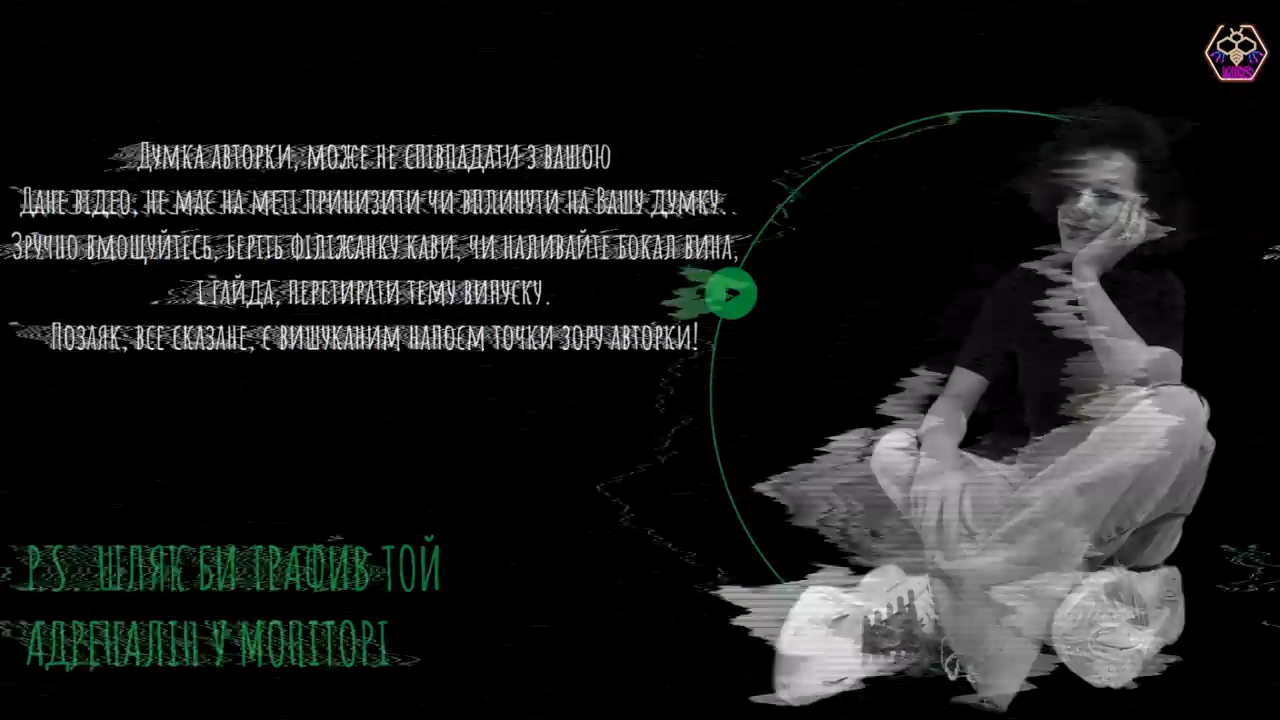 Думка авторки, може не співпадати з вашою
Дане відео, не має на меті принизити чи вплинути на Вашу думку.
Зручно вмощуйтесь, беріть філіжанку кави, чи наливайте бокал вина,
і гайда, перетирати тему випуску.
Позаяк, все сказане, є вишуканим напоєм точки зору авторки!
P.S. ШЛЯК БИ ТРАФИВ ТОЙ
АДРЕНАЛІН У МОНІТОРІ